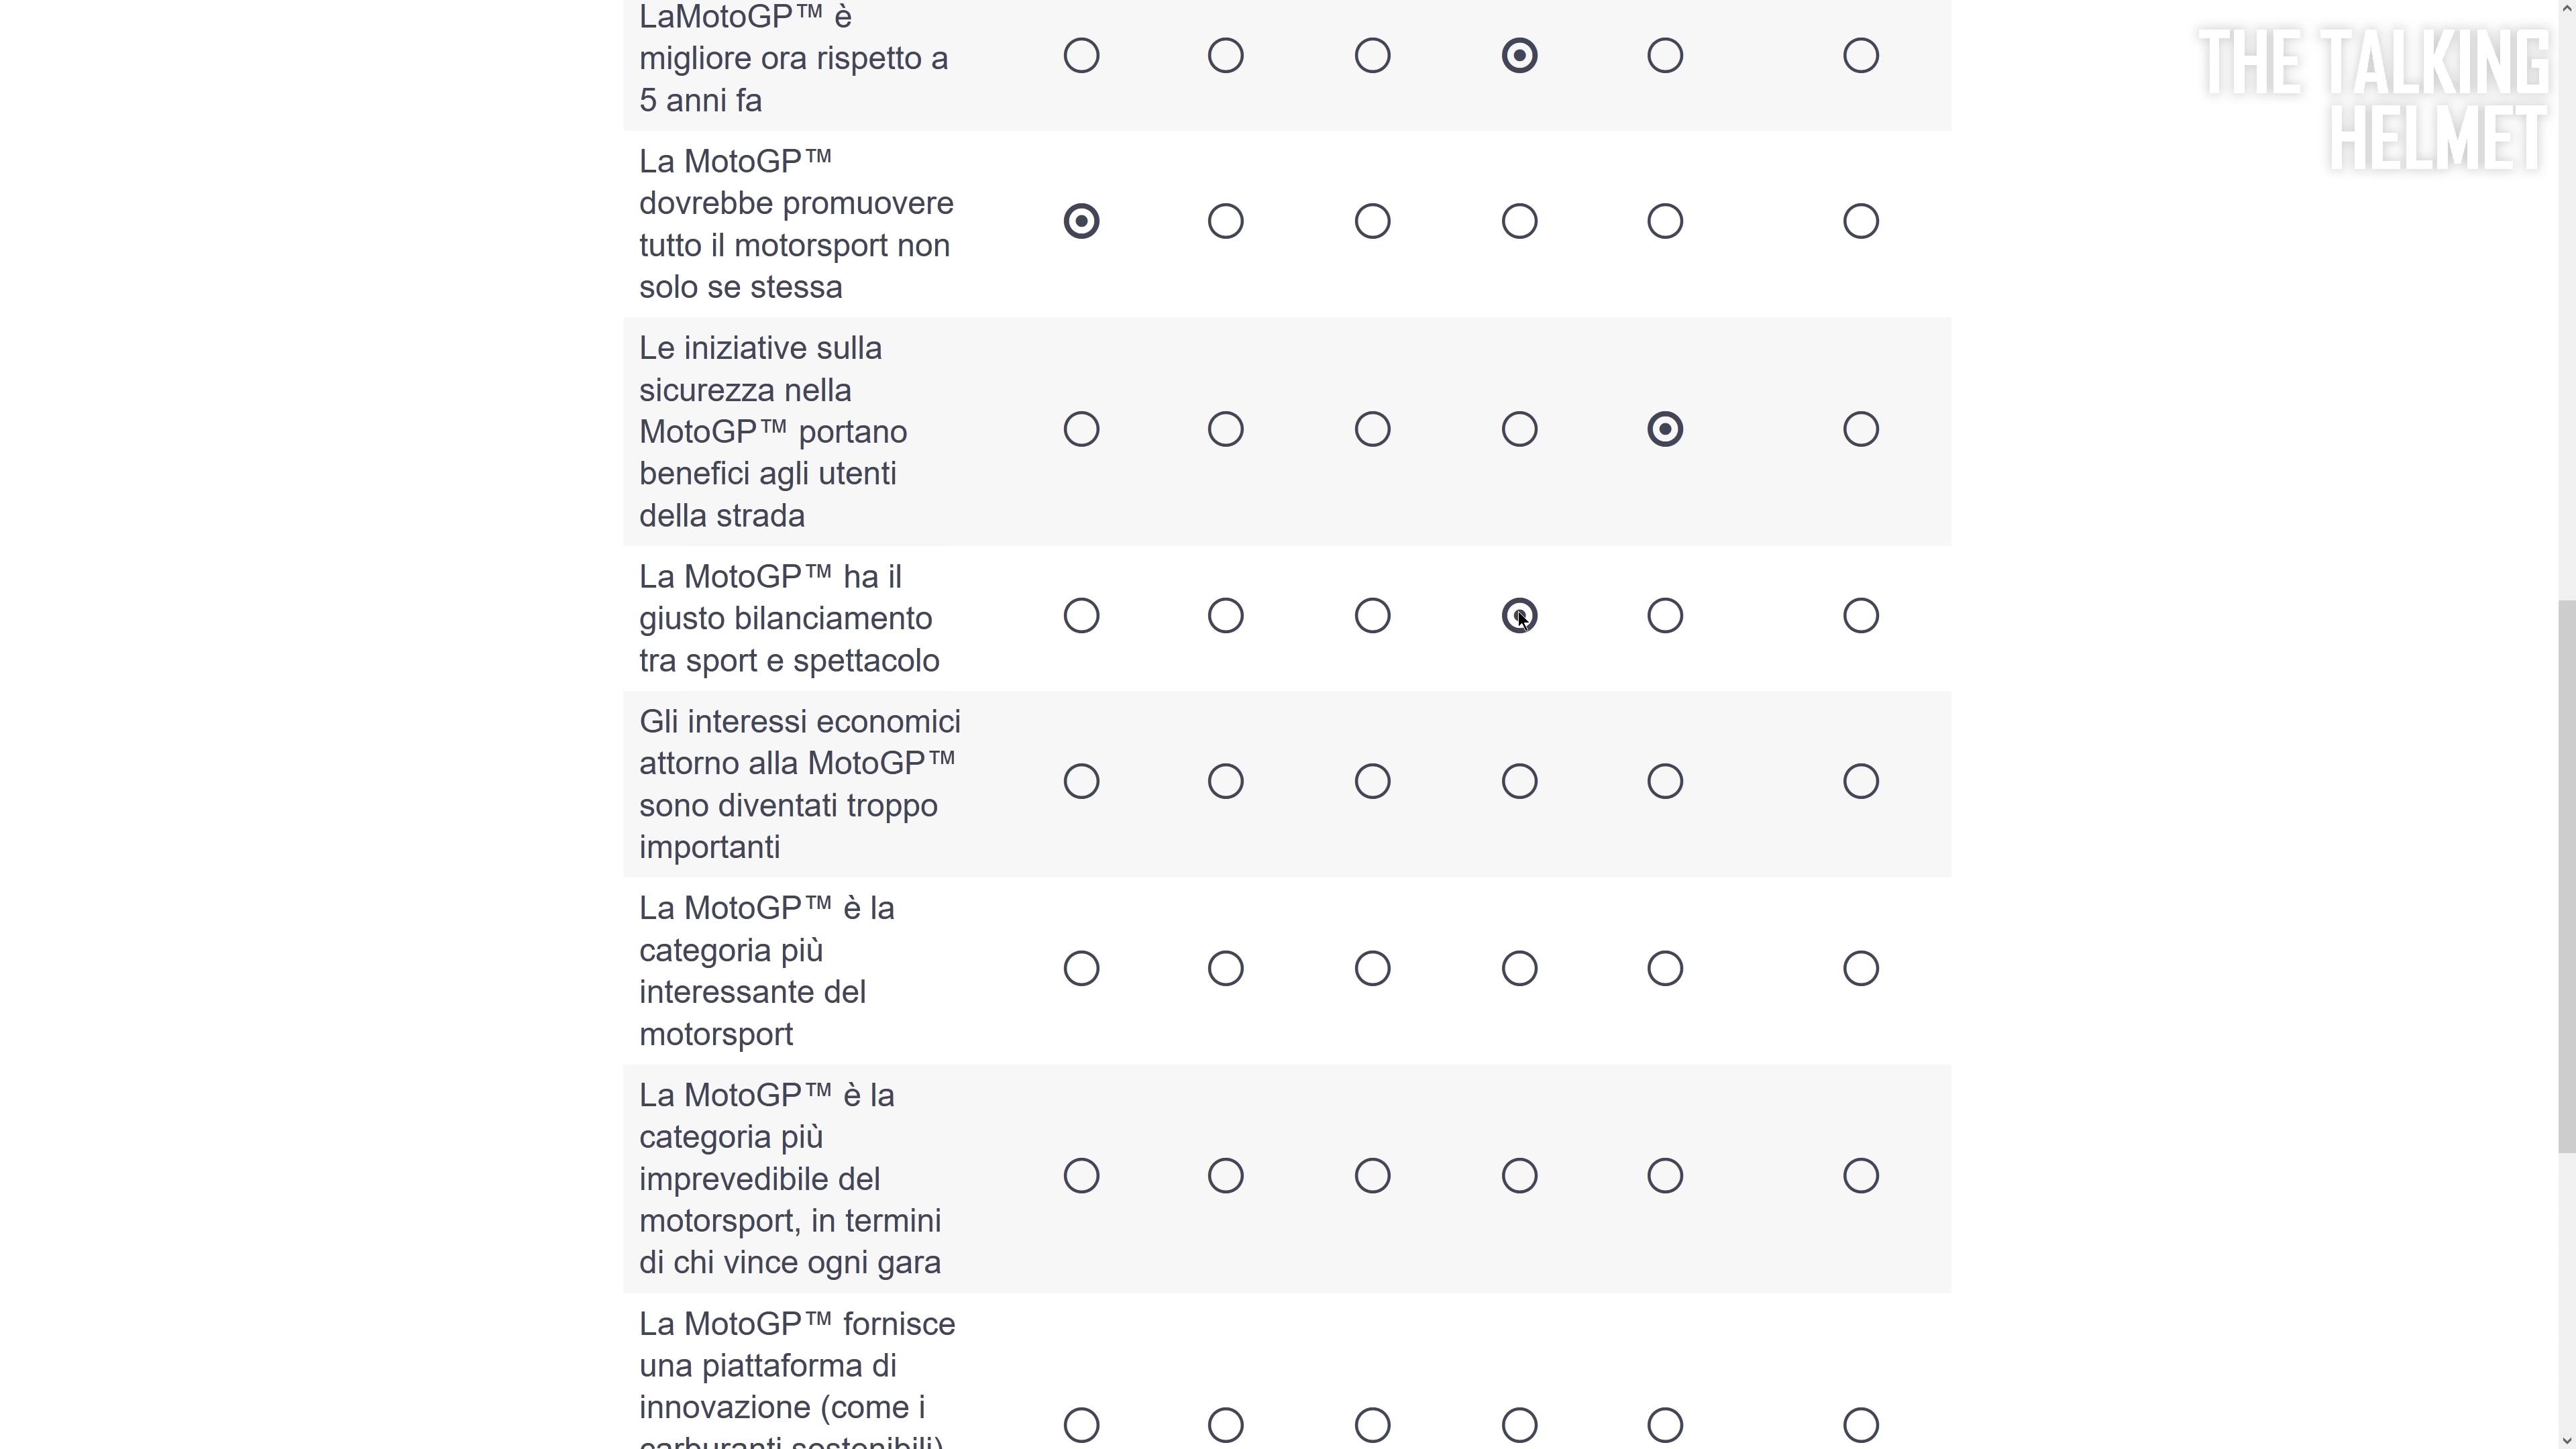 LaMotoGP™ è
migliore ora rispetto a
5 anni fa
THE TALKING
HELMET
La MotoGP™
dovrebbe promuovere
tutto il motorsport non
solo se stessa
Le iniziative sulla
sicurezza nella
MotoGP™ portano
benefici agli utenti
della strada
La MotoGP™ ha il
giusto bilanciamento
tra sport e spettacolo
Gli interessi economici
attorno alla MotoGP™
sono diventati troppo
importanti
La MotoGP™ è la
categoria più
interessante del
motorsport
La MotoGP™ è la
categoria più
imprevedibile del
motorsport, in termini
di chi vince ogni gara
La MotoGP™ fornisce
una piattaforma di
innovazione (come i
carburanti sostenibili)